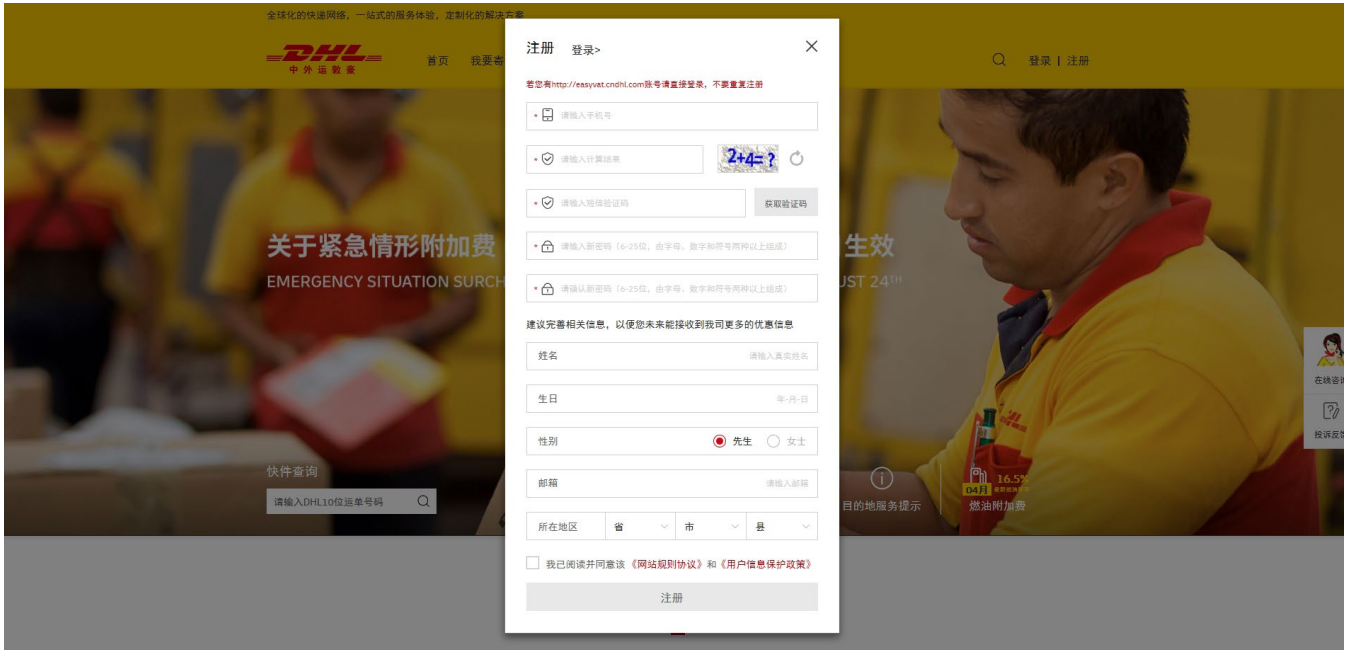 全球化的快递网络，一站式的服务体验，定制化的解决方案
DHL
中外运敦豪
首页 我要寄
登录 | 注册
注册 登录>
若您有http://easyvat.cndhl.com账号请直接登录，不要重复注册
* 请输入手机号
* 请输入计算结果 2+4=?
* 请输入短信验证码 获取验证码
* 请输入新密码（6-25位，由字母、数字和符号两种以上组成）
* 请确认新密码（6-25位，由字母、数字和符号两种以上组成）
建议完善相关信息，以便您未来能接收到我司更多的优惠信息
姓名 请输入真实姓名
生日 年-月-日
性别 先生 女士
邮箱 请输入邮箱
所在地区 省 市 县
我已阅读并同意该《网站规则协议》和《用户信息保护政策》
注册
关于紧急情形附加费 生效
EMERGENCY SITUATION SURCH UST 24TH
快件查询
请输入DHL10位运单号码
目的地服务提示
16.5%
04月
燃油附加费
在线咨询
投诉反馈